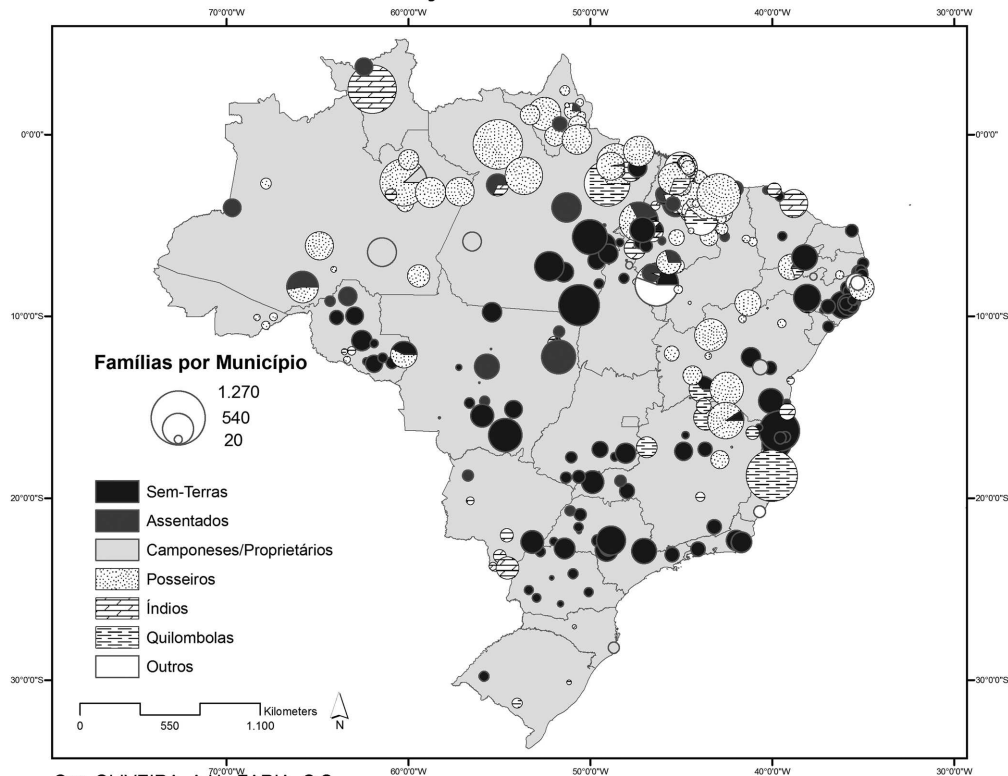 70°0'0"W 60°0'0"W 50°0'0"W 40°0'0"W 30°0'0"W
0°0'0" 0°0'0"
10°0'0"S 10°0'0"S
Famílias por Município
1.270
540
20
Sem-Terras
Assentados
Camponeses/Proprietários
Posseiros
Índios
Quilombolas
Outros
20°0'0"S 20°0'0"S
30°0'0"S 30°0'0"S
Kilometers
0 550 1.100
N
70°0'0"W 60°0'0"W 50°0'0"W 40°0'0"W 30°0'0"W